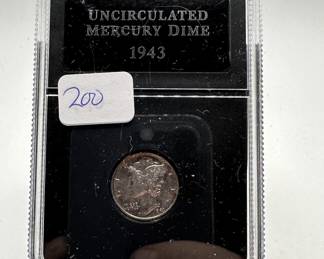 UNCIRCULATED
MERCURY DIME
1943
200